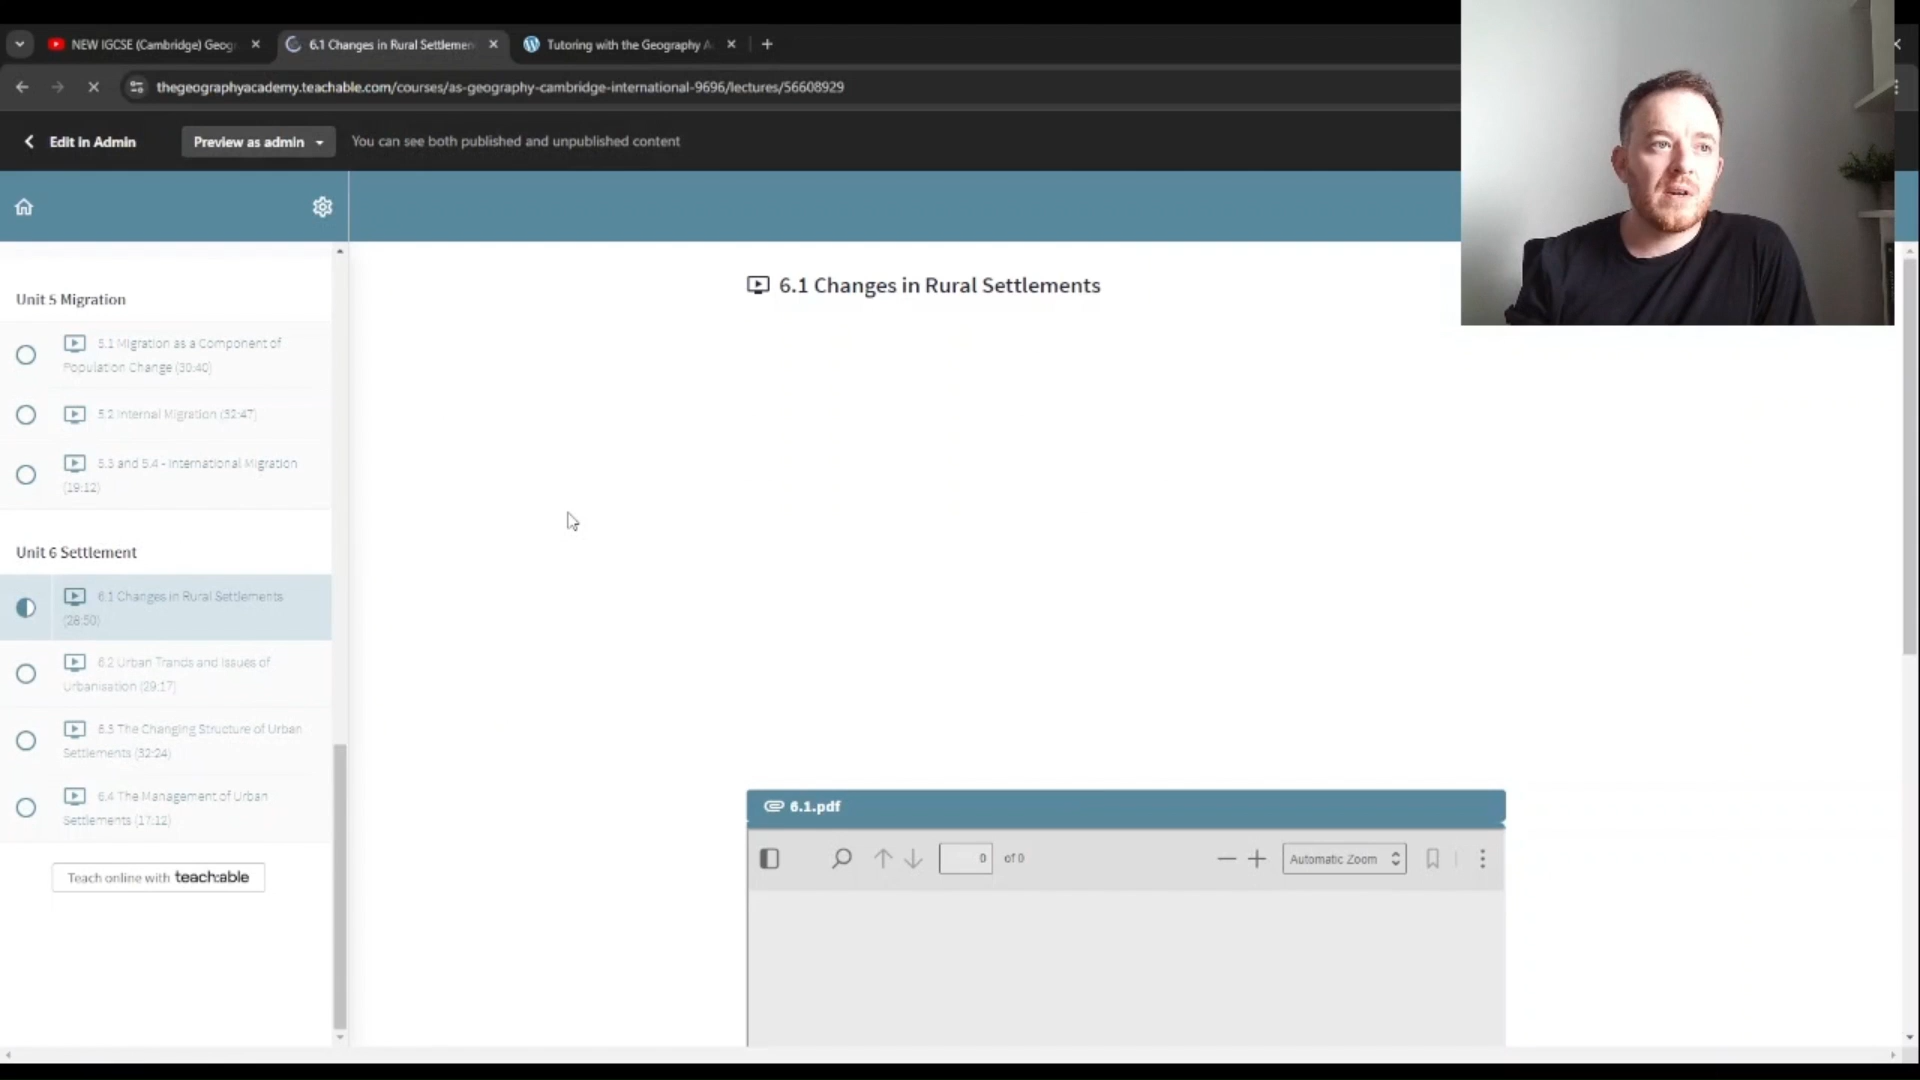 NEW IGCSE (Cambridge) Geog
6.1 Changes in Rural Settlemen
Tutoring with the Geography A
thegeographyacademy.teachable.com/courses/as-geography-cambridge-international-9696/lectures/56608929
Edit in Admin
Preview as admin
You can see both published and unpublished content
Unit 5 Migration
5.1 Migration as a Component of
Population Change (30:40)
5.2 Internal Migration (32:47)
5.3 and 5.4 - International Migration
(19:12)
Unit 6 Settlement
6.1 Changes in Rural Settlements
(28:50)
6.2 Urban Trands and Issues of
Urbanisation (29:17)
6.3 The Changing Structure of Urban
Settlements (32:24)
6.4 The Management of Urban
Settlements (17:12)
Teach online with teach:able
6.1 Changes in Rural Settlements
6.1.pdf
0 of 0
Automatic Zoom